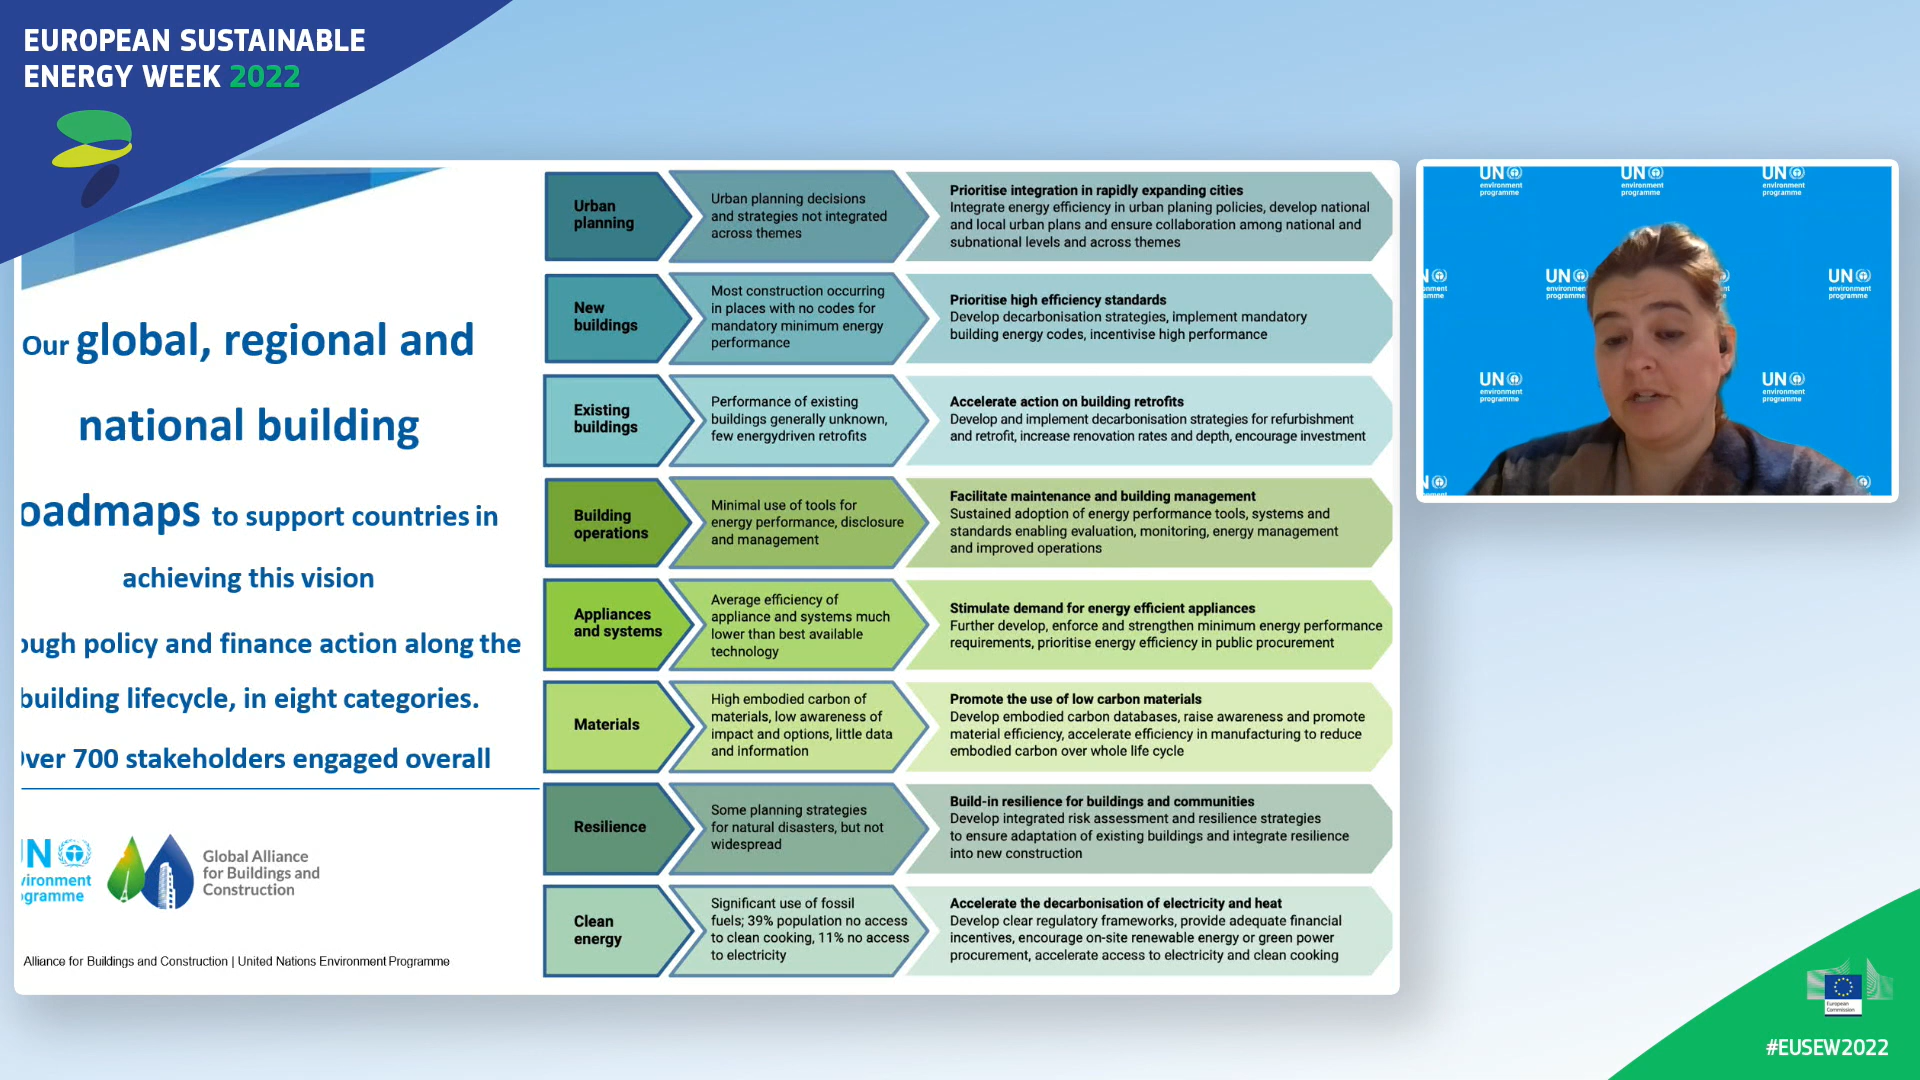 EUROPEAN SUSTAINABLE
ENERGY WEEK 2022
Our global, regional and
national building
oadmaps to support countries in
achieving this vision
ough policy and finance action along the
building lifecycle, in eight categories.
ver 700 stakeholders engaged overall
Global Alliance
for Buildings and
Construction
N
vironment
ogramme
Alliance for Buildings and Construction | United Nations Environment Programme
Urban
planning
Urban planning decisions
and strategies not integrated
across themes
Prioritise integration in rapidly expanding cities
Integrate energy efficiency in urban planing policies, develop national
and local urban plans and ensure collaboration among national and
subnational levels and across themes
New
buildings
Most construction occurring
in places with no codes for
mandatory minimum energy
performance
Prioritise high efficiency standards
Develop decarbonisation strategies, implement mandatory
building energy codes, incentivise high performance
Existing
buildings
Performance of existing
buildings generally unknown,
few energydriven retrofits
Accelerate action on building retrofits
Develop and implement decarbonisation strategies for refurbishment
and retrofit, increase renovation rates and depth, encourage investment
Building
operations
Minimal use of tools for
energy performance, disclosure
and management
Facilitate maintenance and building management
Sustained adoption of energy performance tools, systems and
standards enabling evaluation, monitoring, energy management
and improved operations
Appliances
and systems
Average efficiency of
appliance and systems much
lower than best available
technology
Stimulate demand for energy efficient appliances
Further develop, enforce and strengthen minimum energy performance
requirements, prioritise energy efficiency in public procurement
Materials
High embodied carbon of
materials, low awareness of
impact and options, little data
and information
Promote the use of low carbon materials
Develop embodied carbon databases, raise awareness and promote
material efficiency, accelerate efficiency in manufacturing to reduce
embodied carbon over whole life cycle
Resilience
Some planning strategies
for natural disasters, but not
widespread
Build-in resilience for buildings and communities
Develop integrated risk assessment and resilience strategies
to ensure adaptation of existing buildings and integrate resilience
into new construction
Clean
energy
Significant use of fossil
fuels; 39% population no access
to clean cooking, 11% no access
to electricity
Accelerate the decarbonisation of electricity and heat
Develop clear regulatory frameworks, provide adequate financial
incentives, encourage on-site renewable energy or green power
procurement, accelerate access to electricity and clean cooking
UN
environment
programme
UN
environment
programme
UN
environment
programme
UN
environment
programme
UN
environment
programme
UN
environment
programme
UN
environment
programme
European
Commission
#EUSEW2022